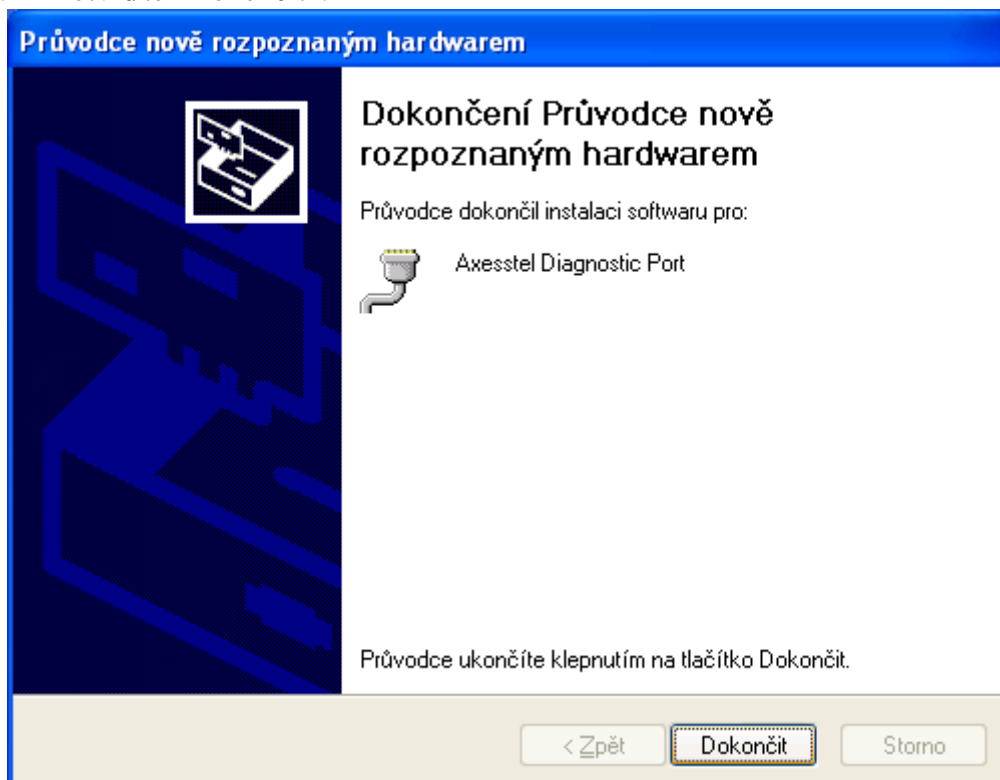 Průvodce nově rozpoznaným hardwarem
Dokončení Průvodce nově
rozpoznaným hardwarem
Průvodce dokončil instalaci softwaru pro:
Axesstel Diagnostic Port
Průvodce ukončíte klepnutím na tlačítko Dokončit.
< Zpět
Dokončit
Storno